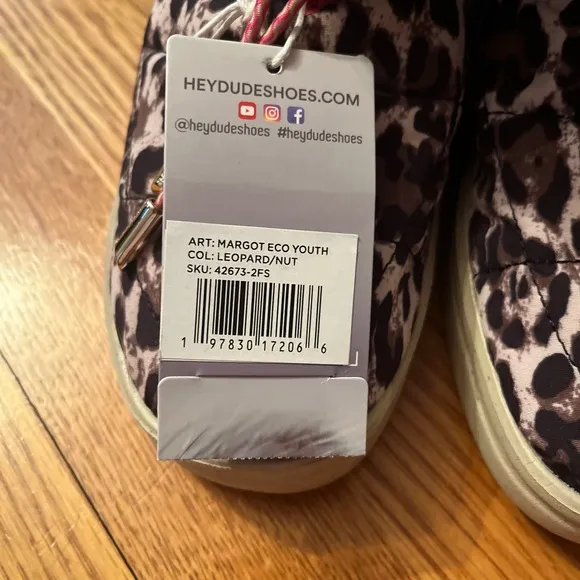 HEYDUDESHOES.COM
@heydudeshoes #heydudeshoes
ART: MARGOT ECO YOUTH
COL: LEOPARD/NUT
SKU: 42673-2FS
1 97830 17206 6